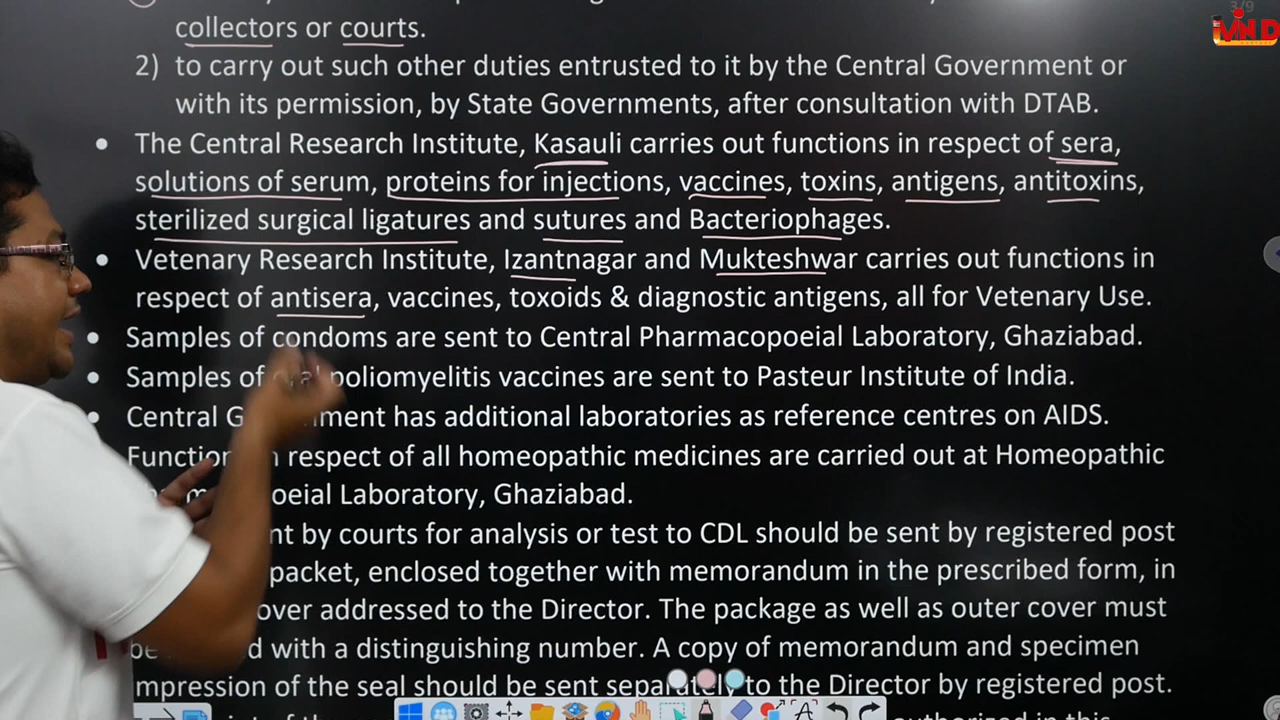 3/9
collectors or courts.
2) to carry out such other duties entrusted to it by the Central Government or
with its permission, by State Governments, after consultation with DTAB.
• The Central Research Institute, Kasauli carries out functions in respect of sera,
solutions of serum, proteins for injections, vaccines, toxins, antigens, antitoxins,
sterilized surgical ligatures and sutures and Bacteriophages.
• Vetenary Research Institute, Izantnagar and Mukteshwar carries out functions in
respect of antisera, vaccines, toxoids & diagnostic antigens, all for Vetenary Use.
• Samples of condoms are sent to Central Pharmacopoeial Laboratory, Ghaziabad.
• Samples of poliomyelitis vaccines are sent to Pasteur Institute of India.
• Central has additional laboratories as reference centres on AIDS.
respect of all homeopathic medicines are carried out at Homeopathic
Laboratory, Ghaziabad.
by courts for analysis or test to CDL should be sent by registered post
packet, enclosed together with memorandum in the prescribed form, in
addressed to the Director. The package as well as outer cover must
be with a distinguishing number. A copy of memorandum and specimen
impression of the seal should be sent separately to the Director by registered post.